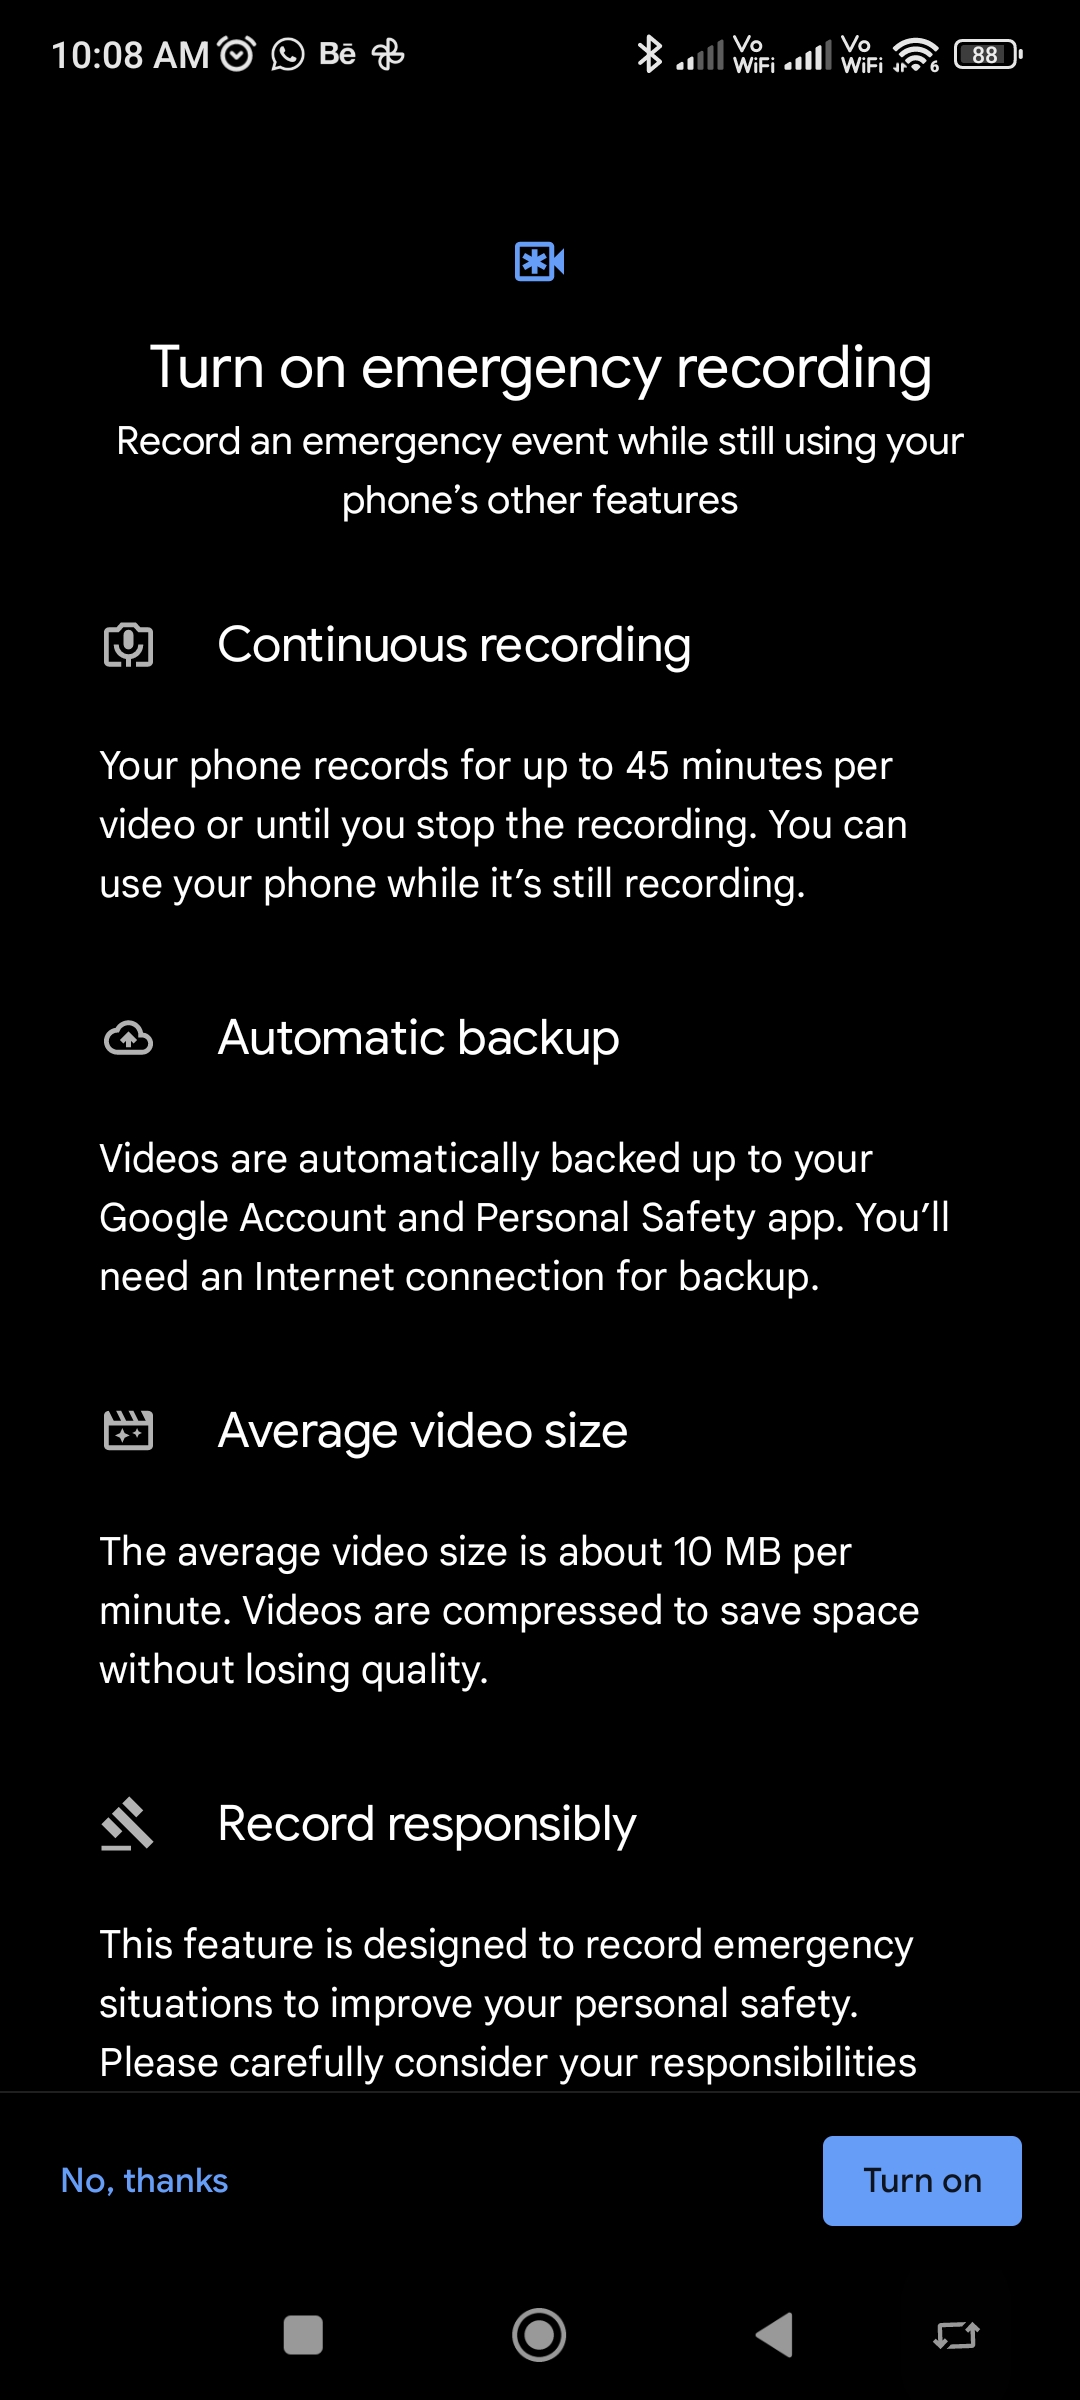 10:08 AM Bē Vo WiFi Vo WiFi 6 88
Turn on emergency recording
Record an emergency event while still using your
phone’s other features
Continuous recording
Your phone records for up to 45 minutes per
video or until you stop the recording. You can
use your phone while it’s still recording.
Automatic backup
Videos are automatically backed up to your
Google Account and Personal Safety app. You’ll
need an Internet connection for backup.
Average video size
The average video size is about 10 MB per
minute. Videos are compressed to save space
without losing quality.
Record responsibly
This feature is designed to record emergency
situations to improve your personal safety.
Please carefully consider your responsibilities
No, thanks
Turn on